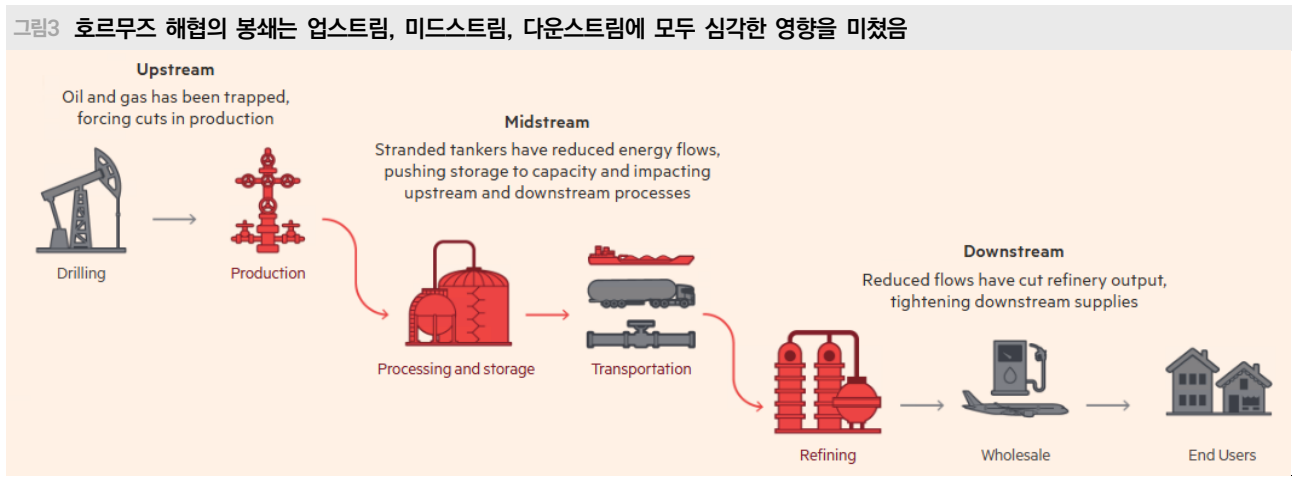 그림3 호르무즈 해협의 봉쇄는 업스트림, 미드스트림, 다운스트림에 모두 심각한 영향을 미쳤음
Upstream
Oil and gas has been trapped,
forcing cuts in production
Drilling
Production
Midstream
Stranded tankers have reduced energy flows,
pushing storage to capacity and impacting
upstream and downstream processes
Processing and storage
Transportation
Downstream
Reduced flows have cut refinery output,
tightening downstream supplies
Refining
Wholesale
End Users